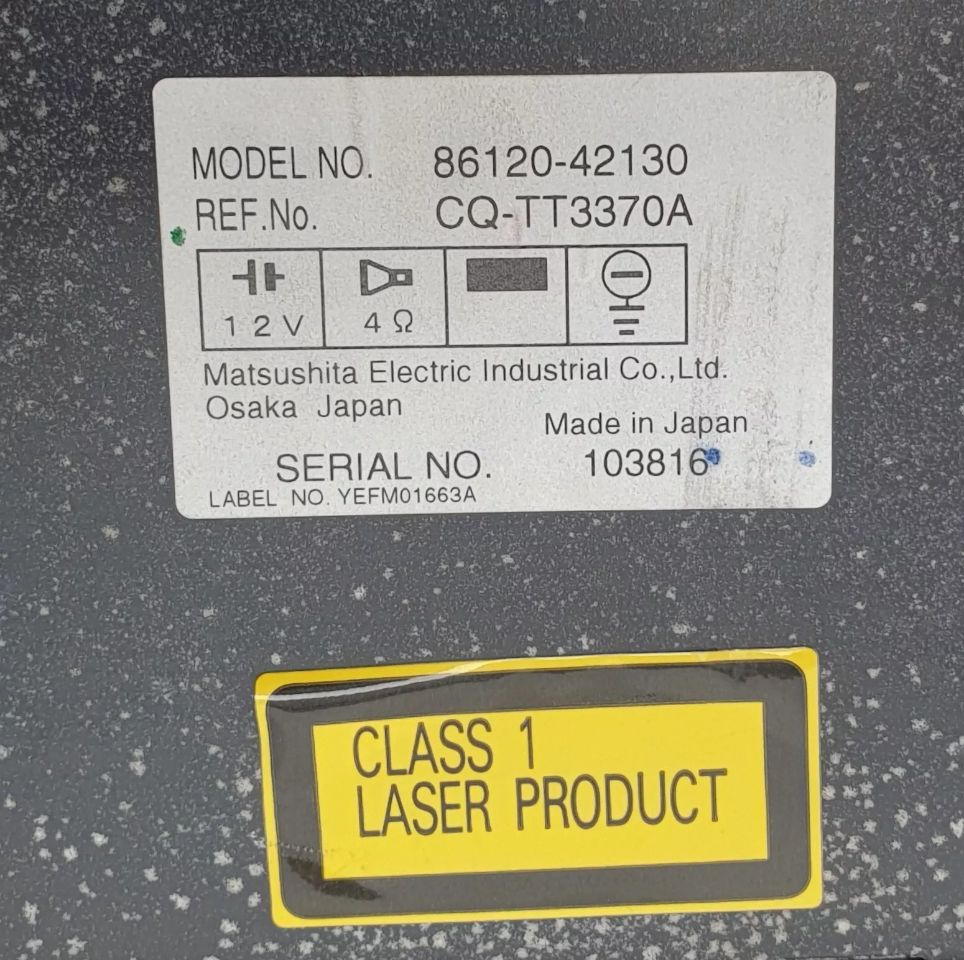 MODEL NO. 86120-42130
REF.No. CQ-TT3370A
12V 4Ω
Matsushita Electric Industrial Co.,Ltd.
Osaka Japan
Made in Japan
SERIAL NO. 103816
LABEL NO. YEFM01663A
CLASS 1
LASER PRODUCT